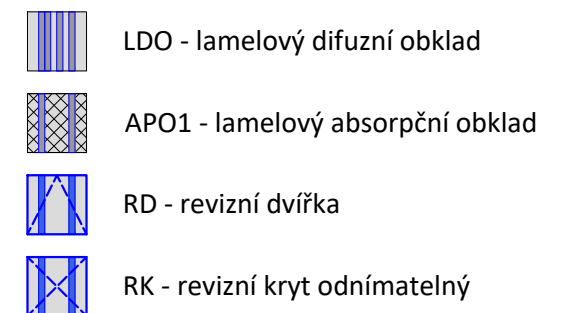 LDO - lamelový difuzní obklad
APO1 - lamelový absorpční obklad
RD - revizní dvířka
RK - revizní kryt odnímatelný